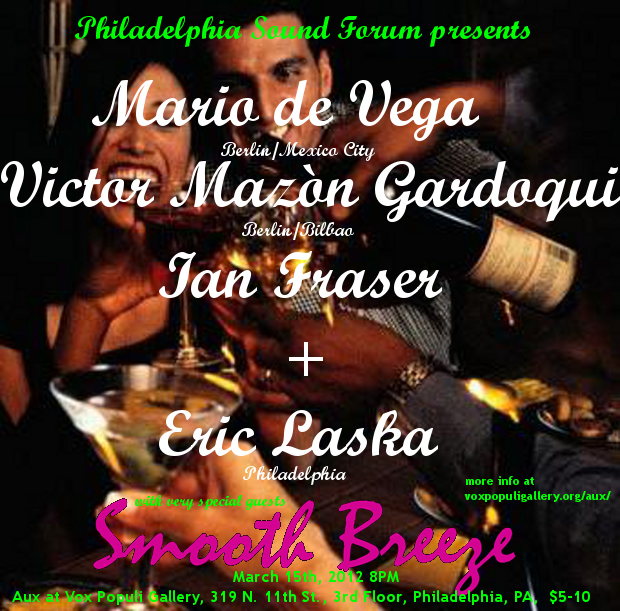 Philadelphia Sound Forum presents
Mario de Vega
Berlin/Mexico City
Victor Mazòn Gardoqui
Berlin/Bilbao
Ian Fraser
+
Eric Laska
Philadelphia
more info at
voxpopuligallery.org/aux/
with very special guests
Smooth Breeze
March 15th, 2012 8PM
Aux at Vox Populi Gallery, 319 N. 11th St., 3rd Floor, Philadelphia, PA, $5-10